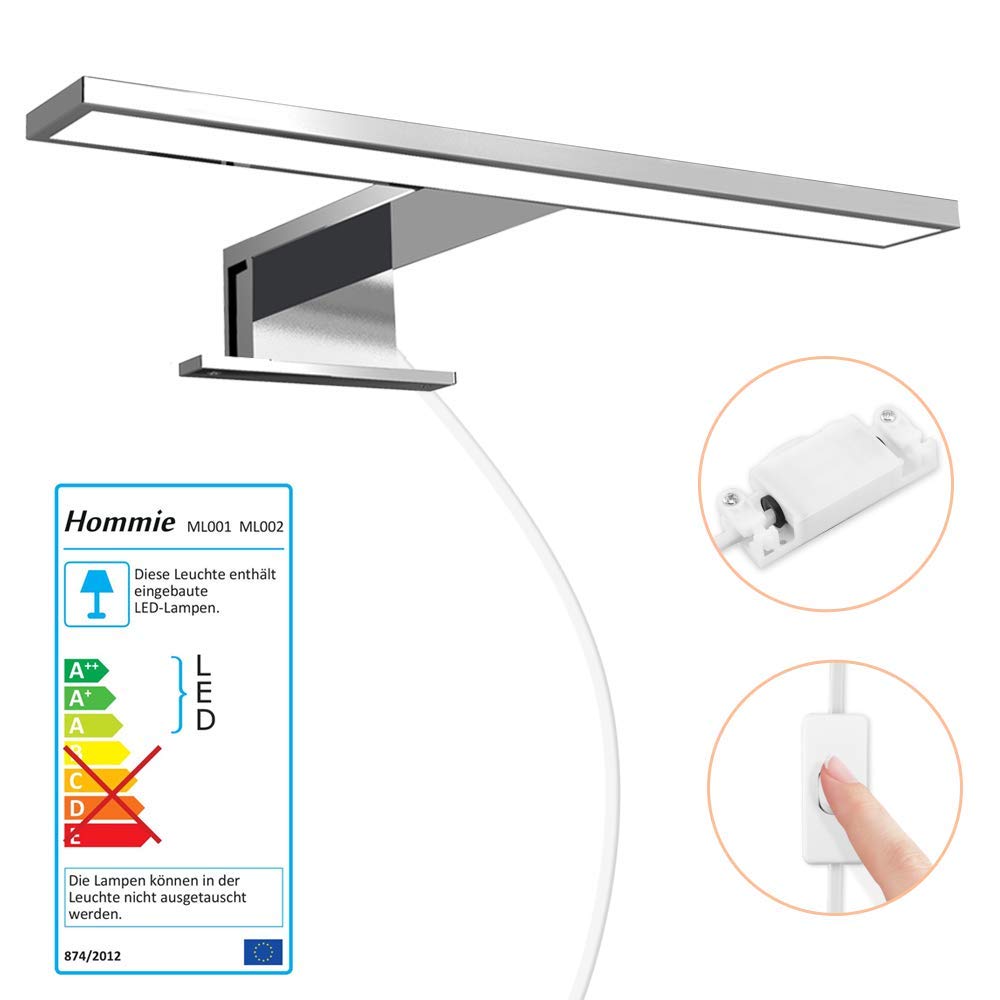 Hommie ML001 ML002
Diese Leuchte enthält
eingebaute
LED-Lampen.
A++
A+
A
B
C
D
E
L
E
D
Die Lampen können in der
Leuchte nicht ausgetauscht
werden.
874/2012